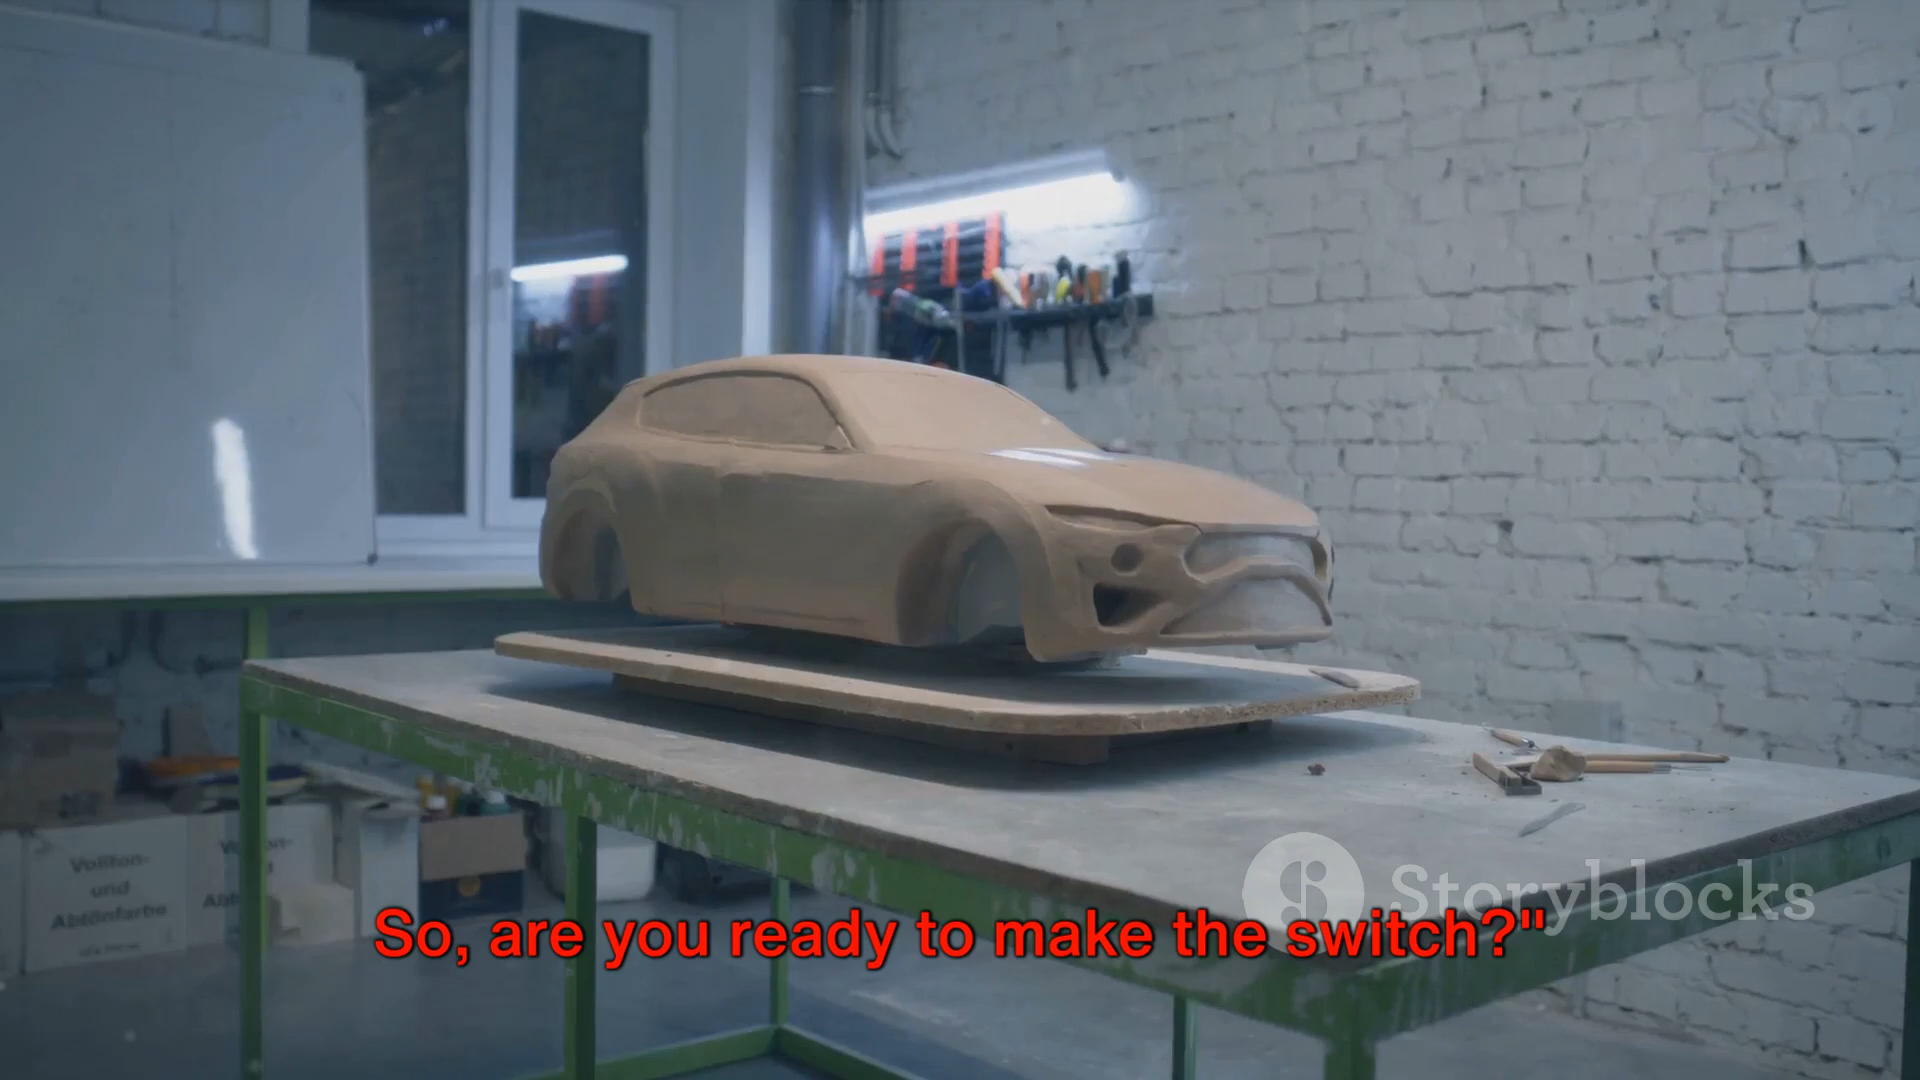 Vollton-
und
Abtönfarbe
Storyblocks
So, are you ready to make the switch?"